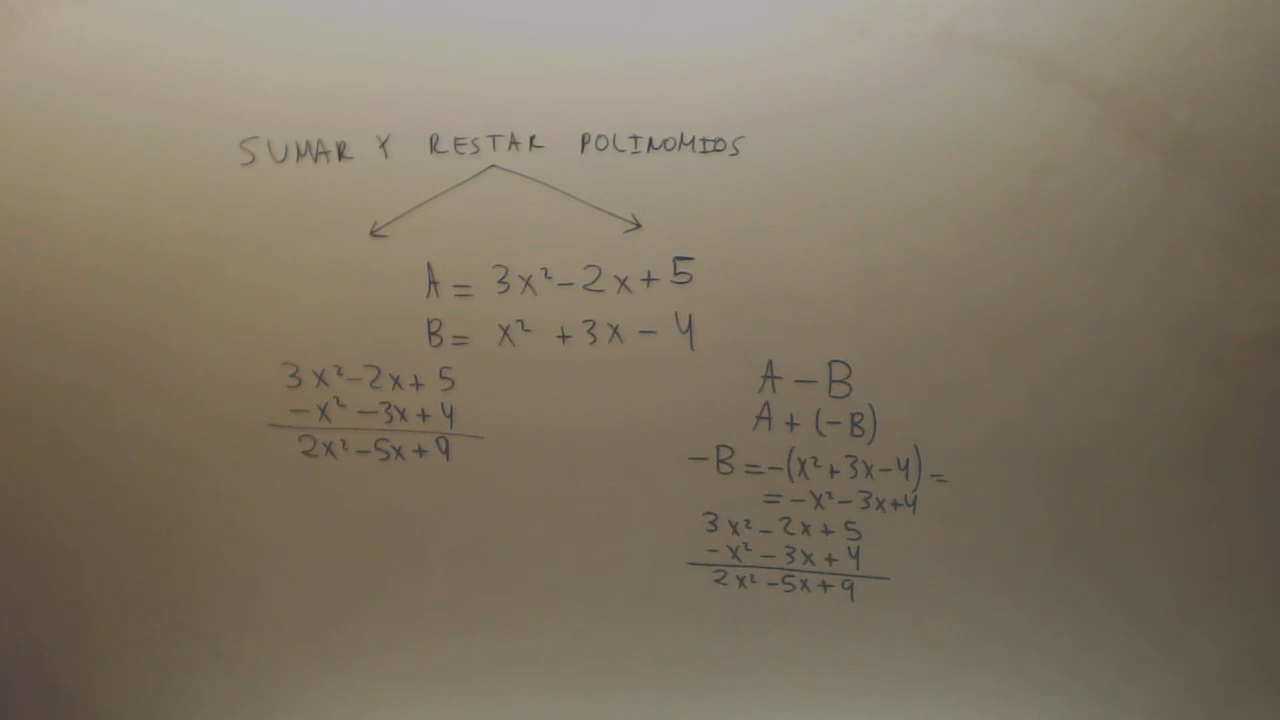 SUMAR Y RESTAR POLINOMIOS
A = 3x²-2x+5
B = x² +3x-4
3x²-2x+5
-x² -3x+4
2x²-5x+9
A - B
A + (-B)
-B = -(x²+3x-4) =
= -x²-3x+4
3x²-2x+5
-x²-3x+4
2x²-5x+9